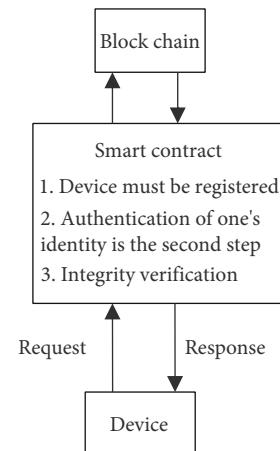 Block chain
Smart contract
1. Device must be registered
2. Authentication of one's
identity is the second step
3. Integrity verification
Request
Response
Device